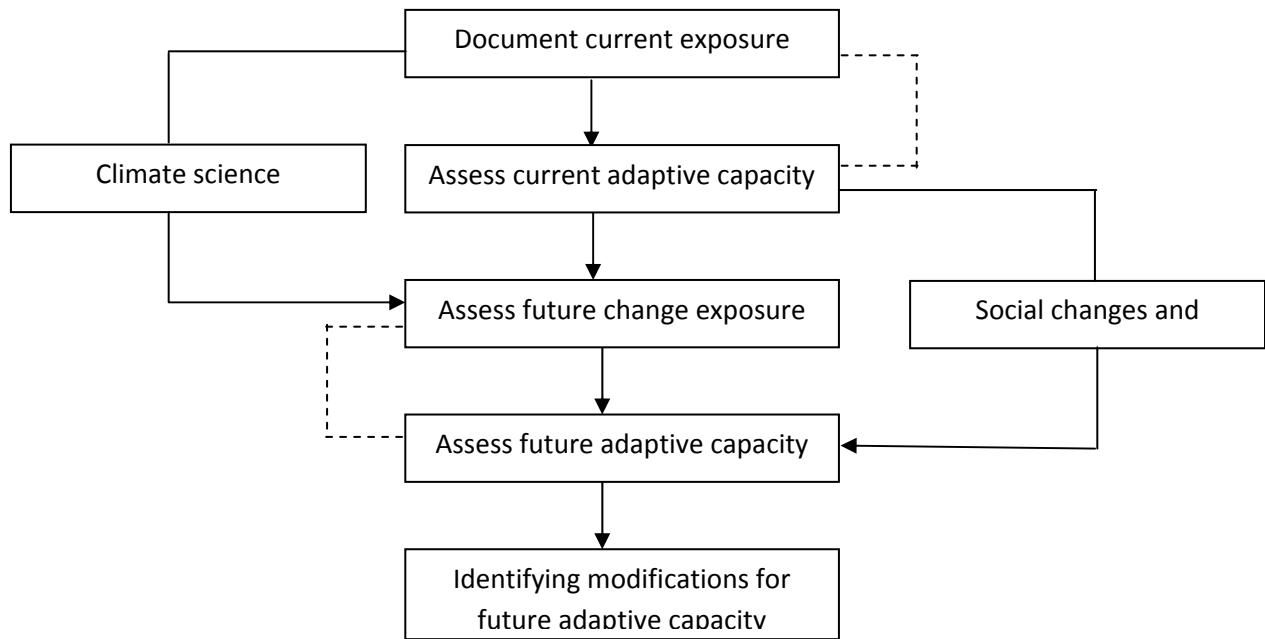 Document current exposure
Climate science
Assess current adaptive capacity
Assess future change exposure
Social changes and
Assess future adaptive capacity
Identifying modifications for
future adaptive capacity